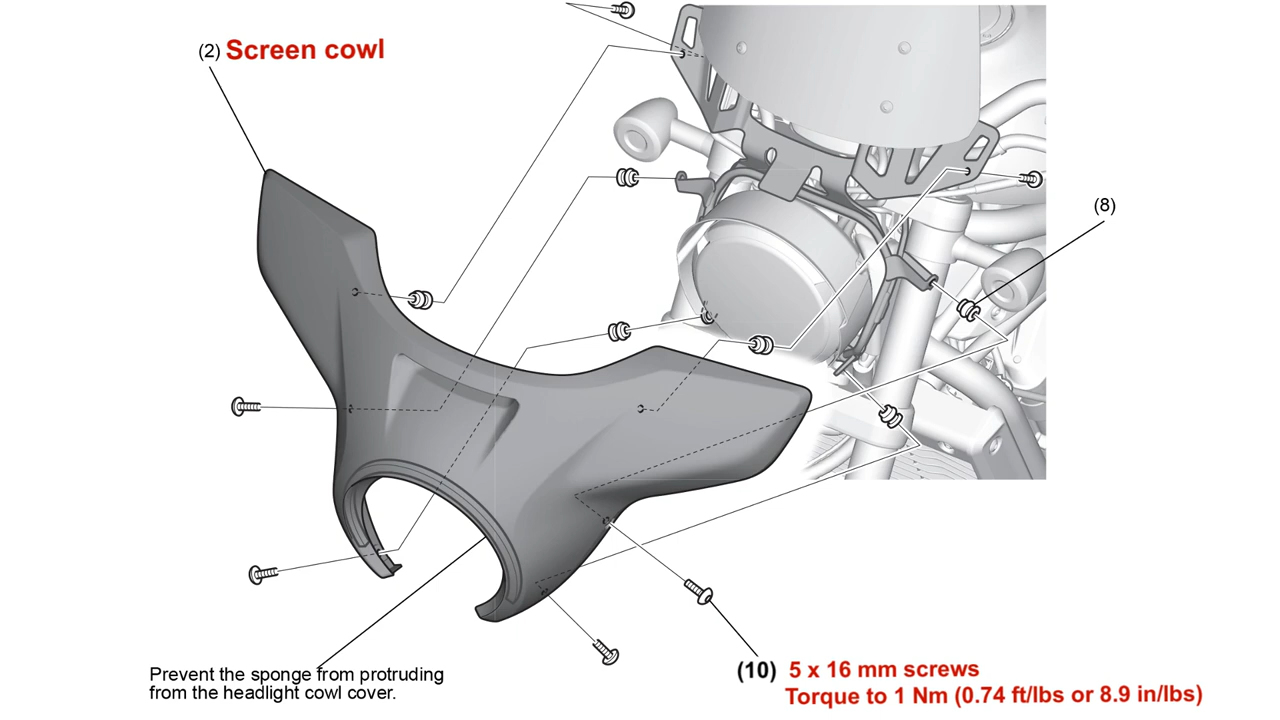 (2) Screen cowl
(8)
Prevent the sponge from protruding
from the headlight cowl cover.
(10) 5 x 16 mm screws
Torque to 1 Nm (0.74 ft/lbs or 8.9 in/lbs)